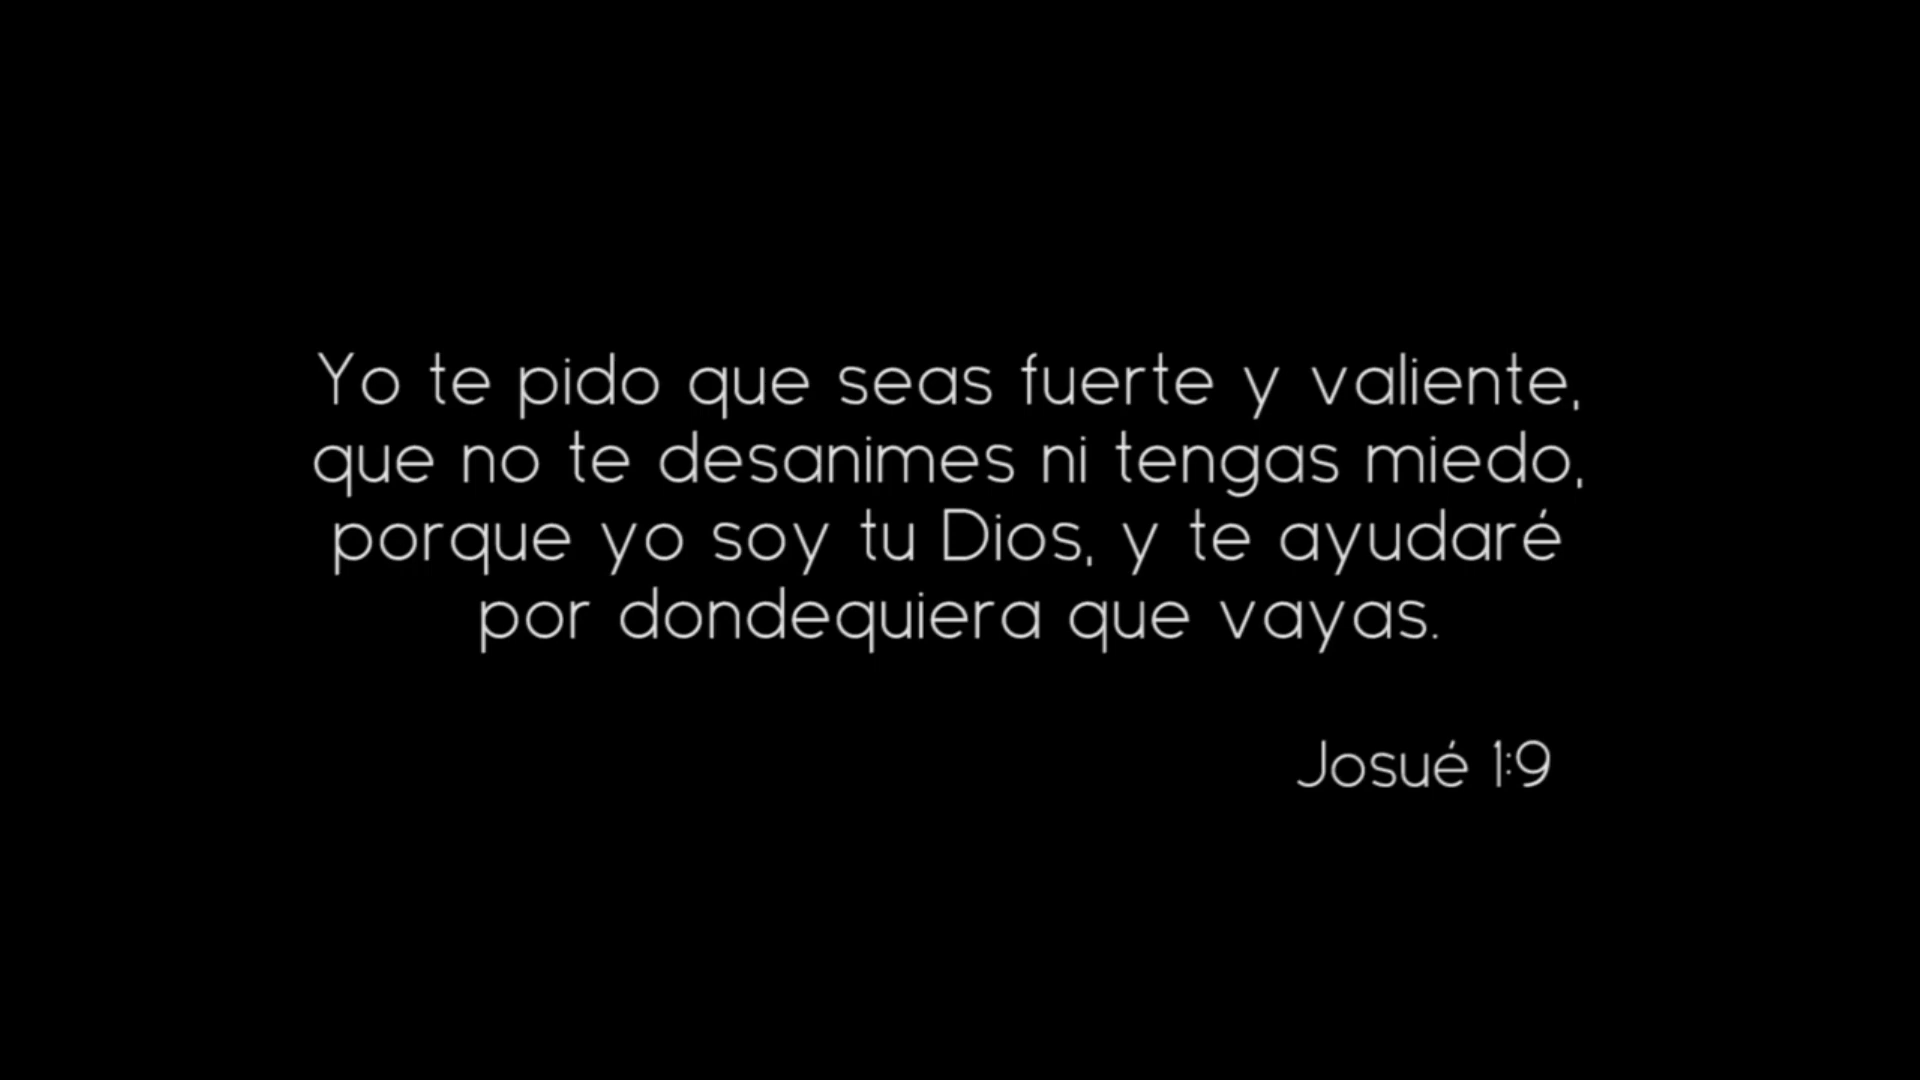 Yo te pido que seas fuerte y valiente,
que no te desanimes ni tengas miedo,
porque yo soy tu Dios, y te ayudaré
por dondequiera que vayas.
Josué 1:9